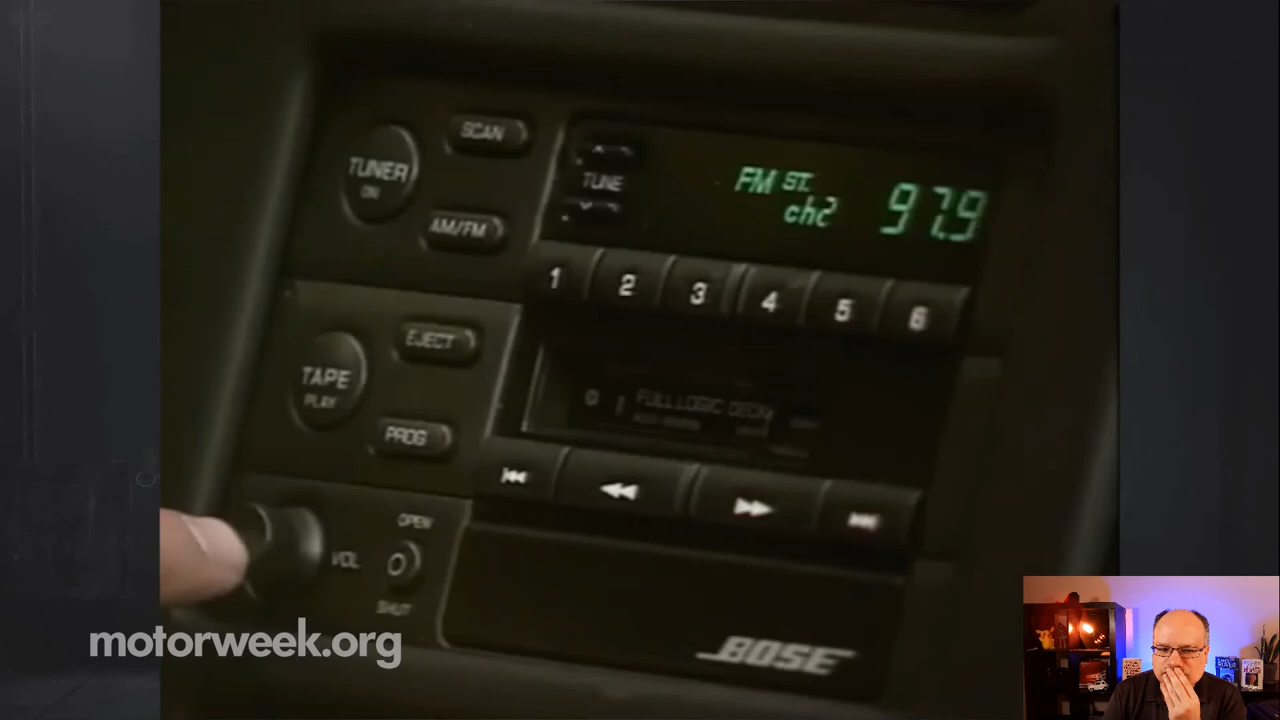 SCAN
TUNER
ON
AM/FM
TUNE
FM ST.
ch2
97.9
1 2 3 4 5 6
EJECT
TAPE
PLAY
PROG
FULL LOGIC DECK
OPEN
VOL
SHUT
BOSE
motorweek.org